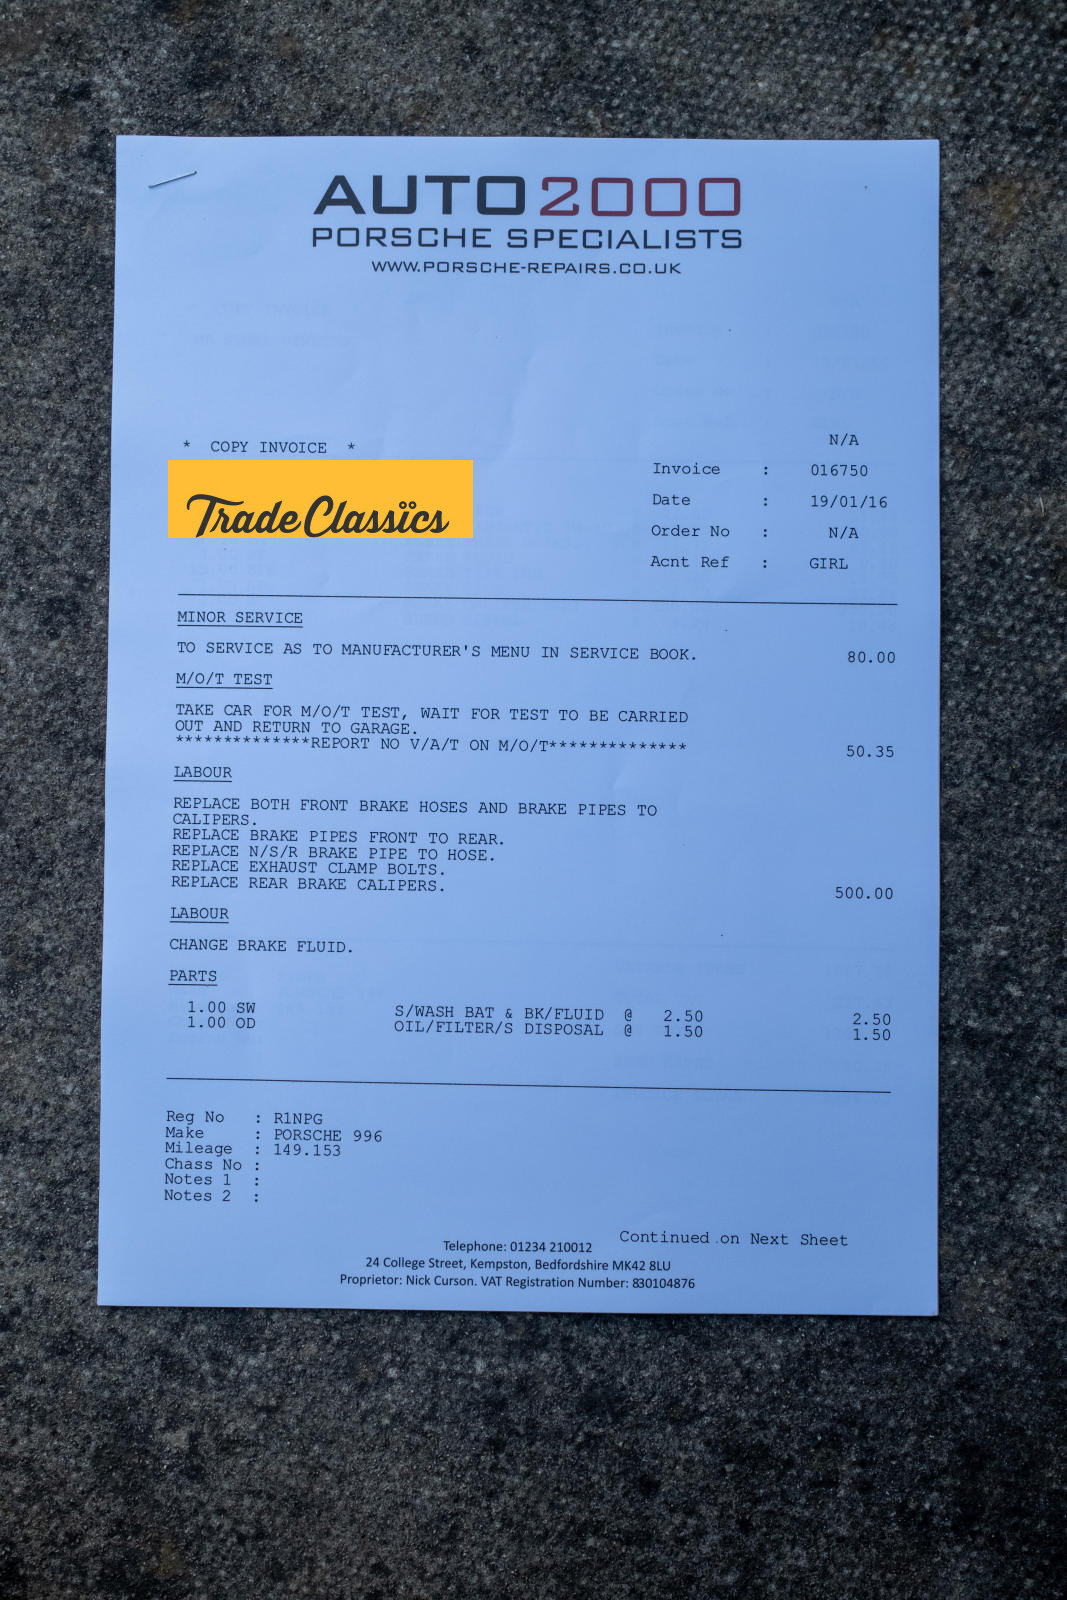 AUTO2000
PORSCHE SPECIALISTS
WWW.PORSCHE-REPAIRS.CO.UK
* COPY INVOICE *
N/A
TradeClassics
Invoice : 016750
Date : 19/01/16
Order No : N/A
Acnt Ref : GIRL
MINOR SERVICE
TO SERVICE AS TO MANUFACTURER'S MENU IN SERVICE BOOK. 80.00
M/O/T TEST
TAKE CAR FOR M/O/T TEST, WAIT FOR TEST TO BE CARRIED
OUT AND RETURN TO GARAGE.
**************REPORT NO V/A/T ON M/O/T************** 50.35
LABOUR
REPLACE BOTH FRONT BRAKE HOSES AND BRAKE PIPES TO
CALIPERS.
REPLACE BRAKE PIPES FRONT TO REAR.
REPLACE N/S/R BRAKE PIPE TO HOSE.
REPLACE EXHAUST CLAMP BOLTS.
REPLACE REAR BRAKE CALIPERS. 500.00
LABOUR
CHANGE BRAKE FLUID.
PARTS
1.00 SW S/WASH BAT & BK/FLUID @ 2.50 2.50
1.00 OD OIL/FILTER/S DISPOSAL @ 1.50 1.50
Reg No : R1NPG
Make : PORSCHE 996
Mileage : 149.153
Chass No :
Notes 1 :
Notes 2 :
Continued on Next Sheet
Telephone: 01234 210012
24 College Street, Kempston, Bedfordshire MK42 8LU
Proprietor: Nick Curson. VAT Registration Number: 830104876